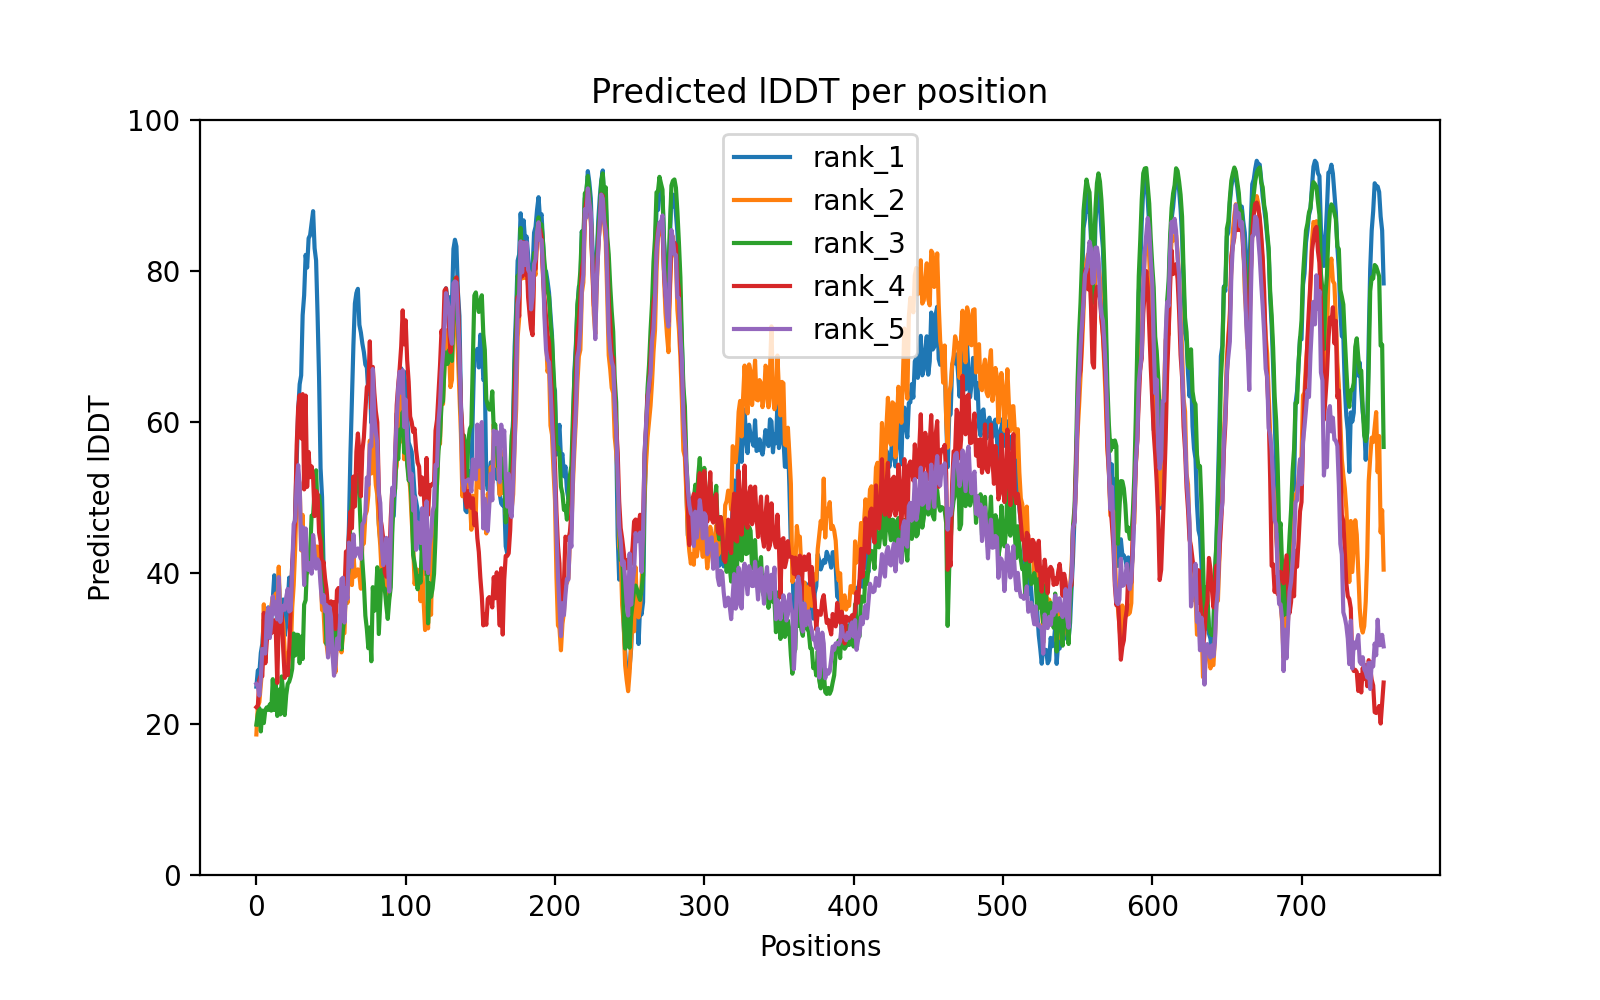 Predicted lDDT per position
Predicted lDDT
100
80
60
40
20
0
rank_1
rank_2
rank_3
rank_4
rank_5
0 100 200 300 400 500 600 700
Positions